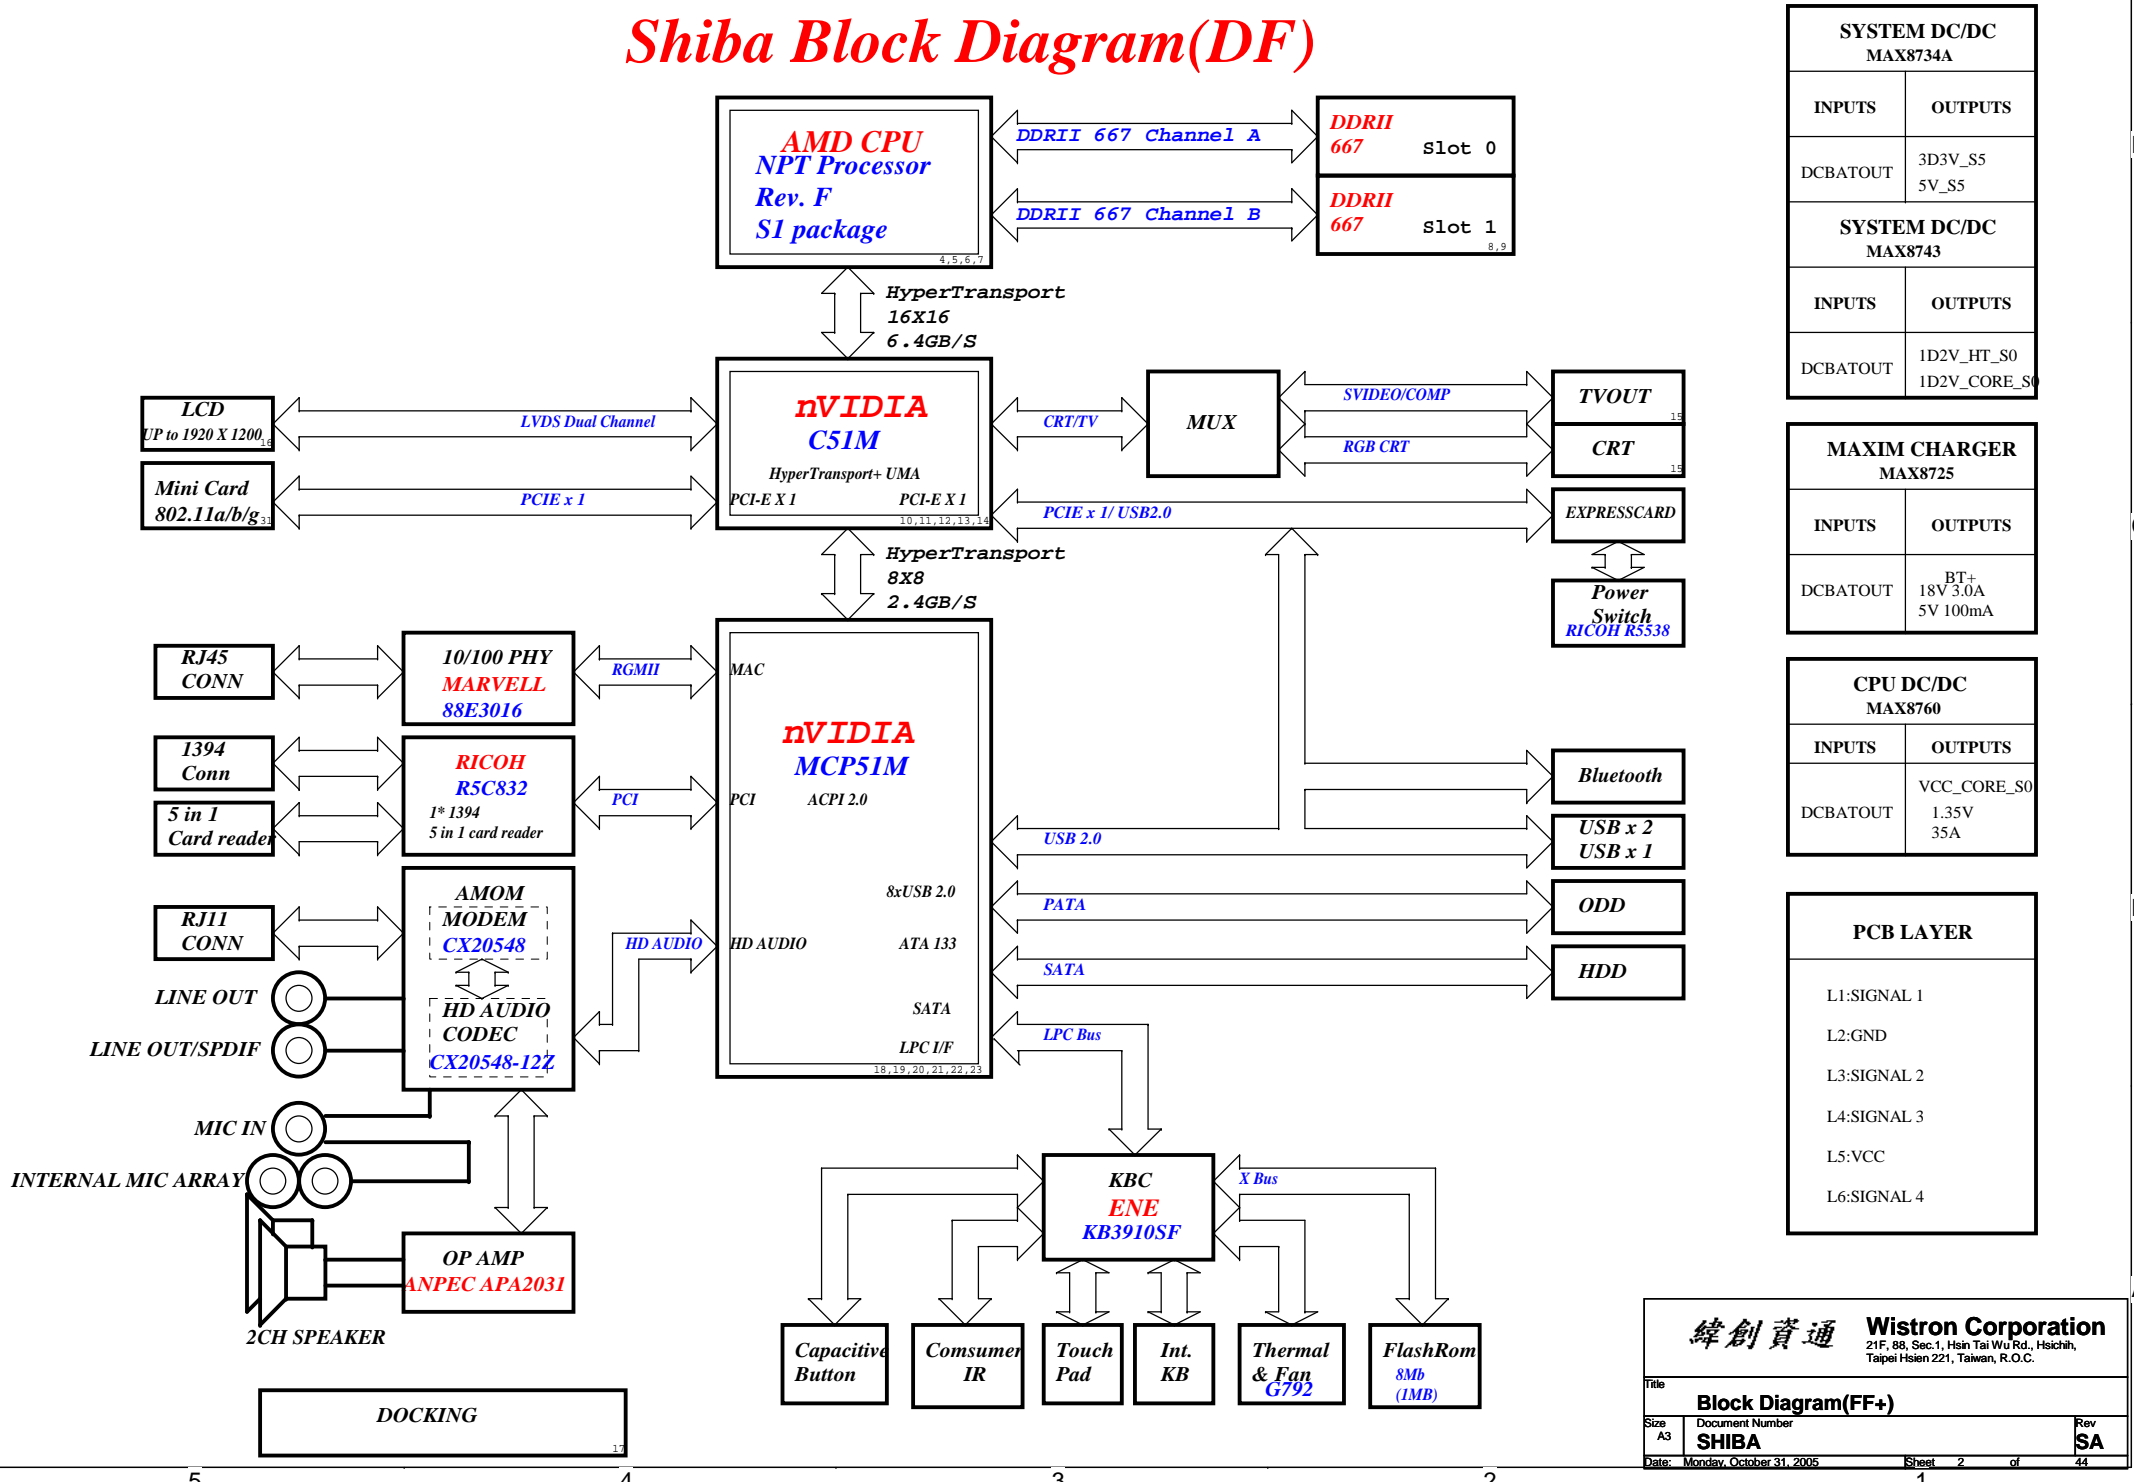 Shiba Block Diagram(DF)
AMD CPU
NPT Processor
Rev. F
S1 package
4,5,6,7
DDRII 667 Channel A
DDRII 667 Channel B
DDRII
667 Slot 0
DDRII
667 Slot 1
8,9
HyperTransport
16X16
6.4GB/S
LCD
UP to 1920 X 1200
16
Mini Card
802.11a/b/g
31
LVDS Dual Channel
PCIE x 1
nVIDIA
C51M
HyperTransport+ UMA
PCI-E X 1 PCI-E X 1
10,11,12,13,14
CRT/TV
MUX
SVIDEO/COMP
RGB CRT
TVOUT
15
CRT
15
PCIE x 1/ USB2.0
EXPRESSCARD
Power
Switch
RICOH R5538
HyperTransport
8X8
2.4GB/S
RJ45
CONN
10/100 PHY
MARVELL
88E3016
RGMII
1394
Conn
5 in 1
Card reader
RICOH
R5C832
1* 1394
5 in 1 card reader
PCI
RJ11
CONN
AMOM
MODEM
CX20548
HD AUDIO
CODEC
CX20548-12Z
HD AUDIO
LINE OUT
LINE OUT/SPDIF
MIC IN
INTERNAL MIC ARRAY
OP AMP
ANPEC APA2031
2CH SPEAKER
DOCKING
17
MAC
nVIDIA
MCP51M
PCI ACPI 2.0
8xUSB 2.0
HD AUDIO ATA 133
SATA
LPC I/F
18,19,20,21,22,23
USB 2.0
PATA
SATA
LPC Bus
Bluetooth
USB x 2
USB x 1
ODD
HDD
KBC
ENE
KB3910SF
X Bus
Capacitive
Button
Comsumer
IR
Touch
Pad
Int.
KB
Thermal
& Fan
G792
FlashRom
8Mb
(1MB)
SYSTEM DC/DC
MAX8734A
INPUTS OUTPUTS
DCBATOUT
3D3V_S5
5V_S5
SYSTEM DC/DC
MAX8743
INPUTS OUTPUTS
DCBATOUT
1D2V_HT_S0
1D2V_CORE_S0
MAXIM CHARGER
MAX8725
INPUTS OUTPUTS
DCBATOUT
BT+
18V 3.0A
5V 100mA
CPU DC/DC
MAX8760
INPUTS OUTPUTS
DCBATOUT
VCC_CORE_S0
1.35V
35A
PCB LAYER
L1:SIGNAL 1
L2:GND
L3:SIGNAL 2
L4:SIGNAL 3
L5:VCC
L6:SIGNAL 4
緯創資通
Wistron Corporation
21F, 88, Sec.1, Hsin Tai Wu Rd., Hsichih,
Taipei Hsien 221, Taiwan, R.O.C.
Title
Block Diagram(FF+)
Size Document Number Rev
A3 SHIBA SA
Date: Monday, October 31, 2005 Sheet 2 of 44
5 4 3 2 1